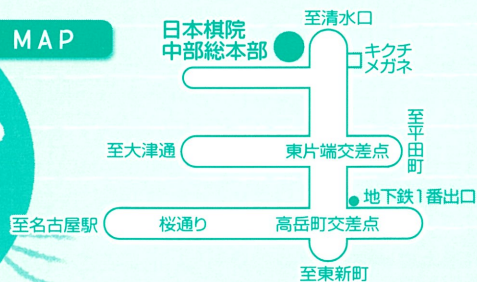 MAP
至清水口
日本棋院
中部総本部
キクチ
メガネ
至大津通
東片端交差点
至平田町
地下鉄1番出口
至名古屋駅
桜通り
高岳町交差点
至東新町